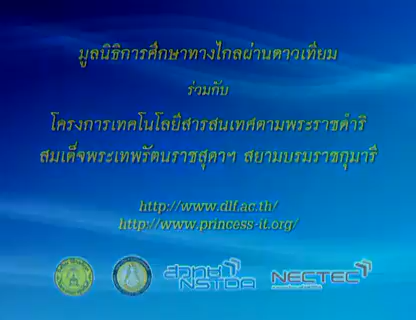 มูลนิธิการศึกษาทางไกลผ่านดาวเทียม
ร่วมกับ
โครงการเทคโนโลยีสารสนเทศตามพระราชดำริ
สมเด็จพระเทพรัตนราชสุดาฯ สยามบรมราชกุมารี
http://www.dlf.ac.th/
http://www.princess-it.org/
สวทช
NSTDA
NECTEC